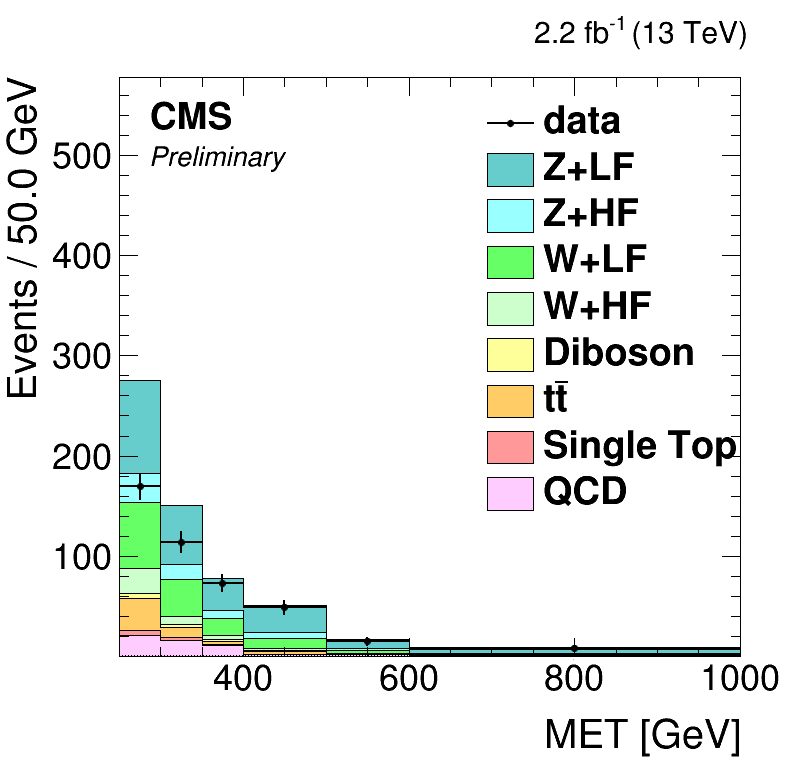 2.2 fb⁻¹ (13 TeV)
Events / 50.0 GeV
CMS
Preliminary
data
Z+LF
Z+HF
W+LF
W+HF
Diboson
tt̄
Single Top
QCD
500
400
300
200
100
400 600 800 1000
MET [GeV]